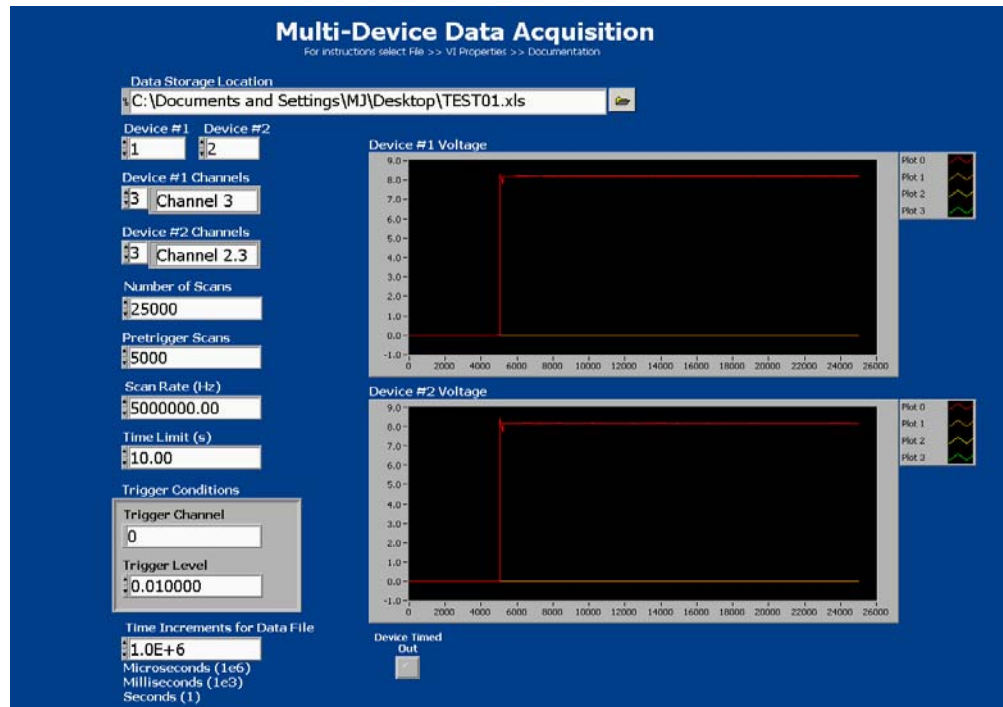 Multi-Device Data Acquisition
For instructions select File >> VI Properties >> Documentation
Data Storage Location
C:\Documents and Settings\MJ\Desktop\TEST01.xls
Device #1 Device #2
1 2
Device #1 Channels
3 Channel 3
Device #2 Channels
3 Channel 2.3
Number of Scans
25000
Pretrigger Scans
5000
Scan Rate (Hz)
5000000.00
Time Limit (s)
10.00
Trigger Conditions
Trigger Channel
0
Trigger Level
0.010000
Time Increments for Data File
1.0E+6
Microseconds (1e6)
Milliseconds (1e3)
Seconds (1)
Device #1 Voltage
9.0
8.0
7.0
6.0
5.0
4.0
3.0
2.0
1.0
0.0
-1.0
0 2000 4000 6000 8000 10000 12000 14000 16000 18000 20000 22000 24000 26000
Plot 0
Plot 1
Plot 2
Plot 3
Device #2 Voltage
9.0
8.0
7.0
6.0
5.0
4.0
3.0
2.0
1.0
0.0
-1.0
0 2000 4000 6000 8000 10000 12000 14000 16000 18000 20000 22000 24000 26000
Plot 0
Plot 1
Plot 2
Plot 3
Device Timed
Out